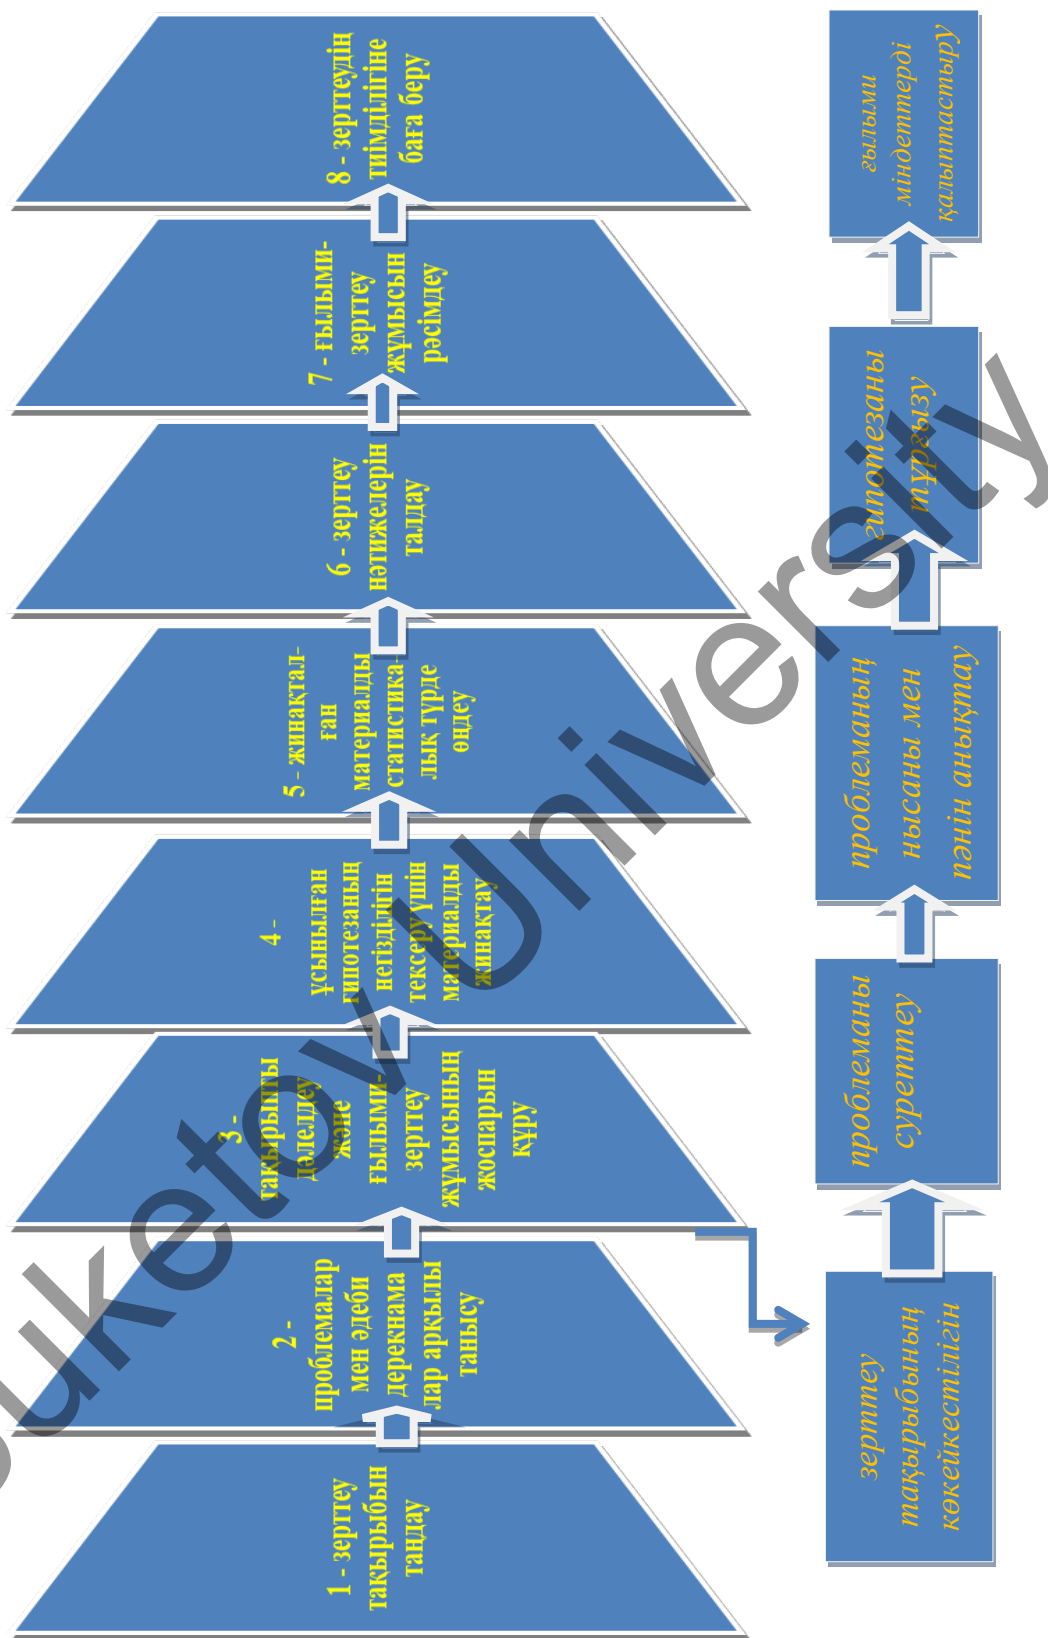 1 - зерттеу
тақырыбын
таңдау
2 -
проблемалар
мен әдеби
дерекнама
лар арқылы
танысу
3 -
тақырыпты
дәлелдеу
және
ғылыми-
зерттеу
жұмысының
жоспарын
құру
4 -
ұсынылған
гипотезаның
негізділігін
тексеру үшін
материалды
жинақтау
5 - жинақтал-
ған
материалды
статистика-
лық түрде
өңдеу
6 - зерттеу
нәтижелерін
талдау
7 - ғылыми-
зерттеу
жұмысын
рәсімдеу
8 - зерттеудің
тиімділігіне
баға беру
зерттеу
тақырыбының
көкейкестілігін
проблеманы
суреттеу
проблеманың
нысаны мен
пәнін анықтау
гипотезаны
тұрғызу
ғылыми
міндеттерді
қалыптастыру
uketov University